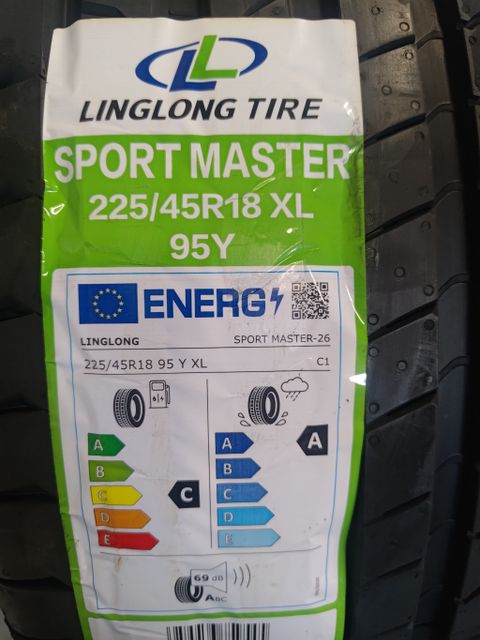 LINGLONG TIRE
SPORT MASTER
225/45R18 XL
95Y
ENERG
LINGLONG SPORT MASTER-26
225/45R18 95 Y XL C1
A A A
B B
C C C
D D
E E
69 dB
ABC